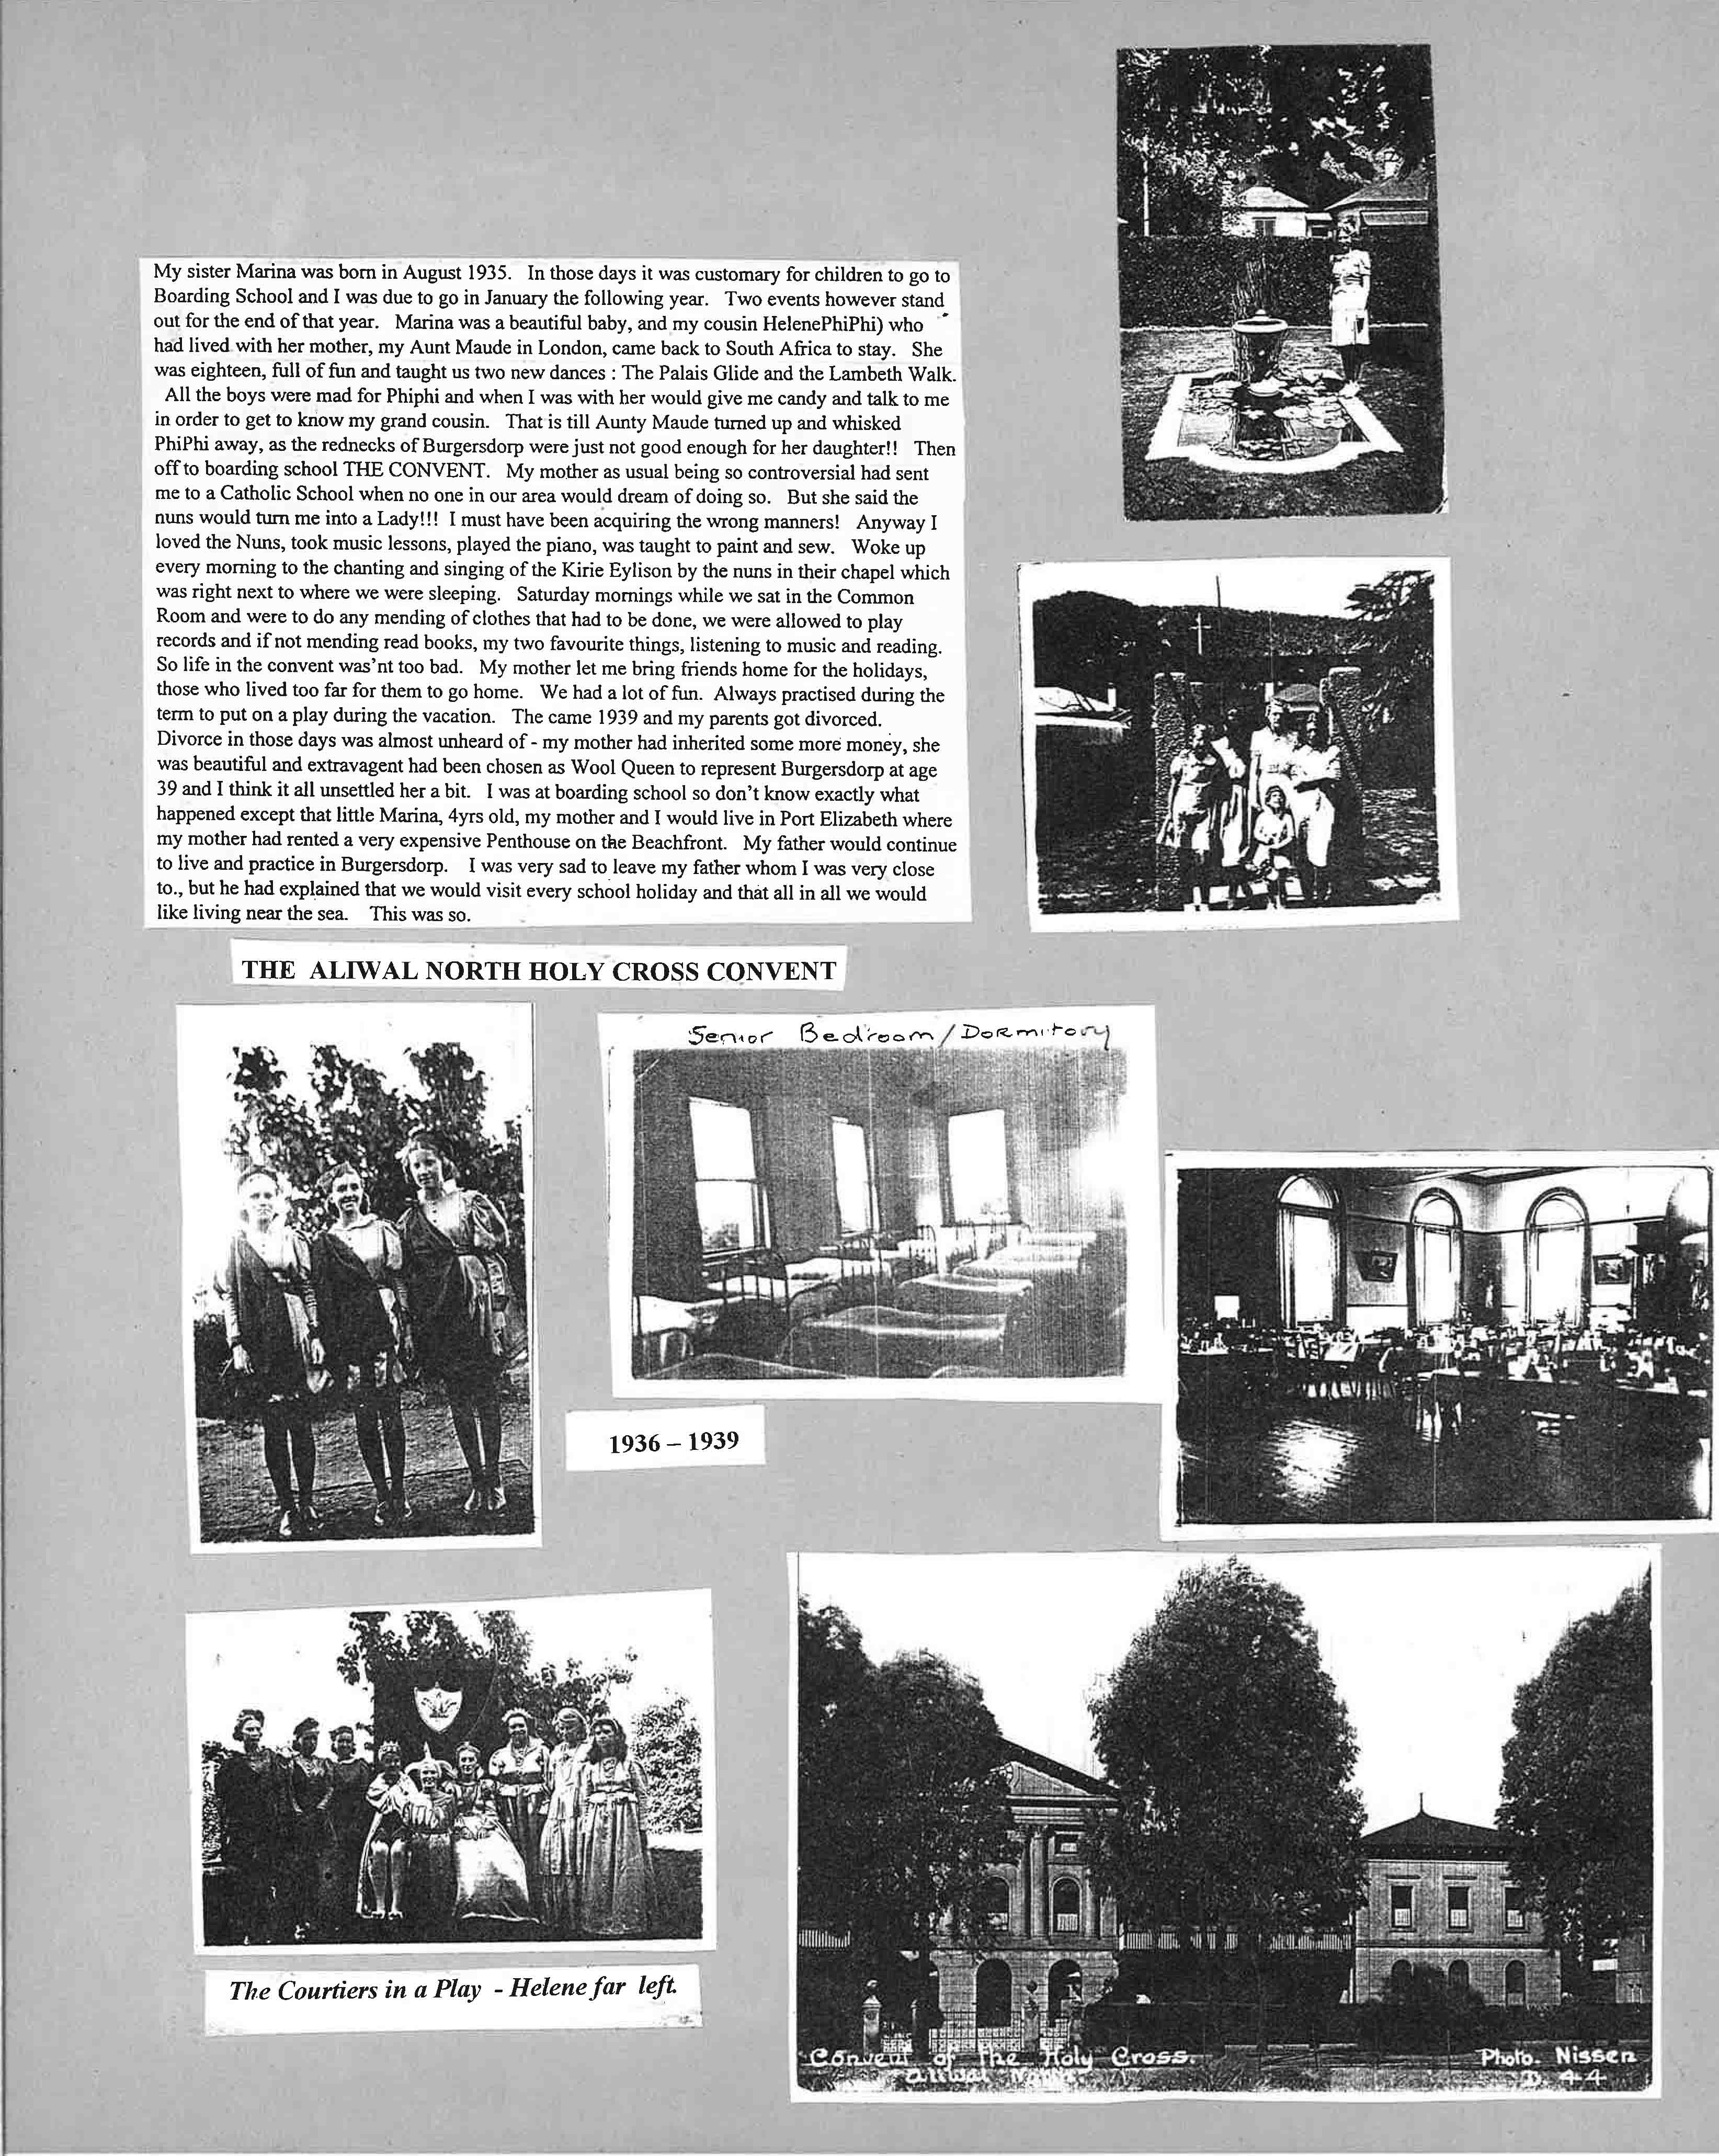 My sister Marina was born in August 1935. In those days it was customary for children to go to
Boarding School and I was due to go in January the following year. Two events however stand
out for the end of that year. Marina was a beautiful baby, and my cousin HelenePhiPhi) who
had lived with her mother, my Aunt Maude in London, came back to South Africa to stay. She
was eighteen, full of fun and taught us two new dances : The Palais Glide and the Lambeth Walk.
All the boys were mad for Phiphi and when I was with her would give me candy and talk to me
in order to get to know my grand cousin. That is till Aunty Maude turned up and whisked
PhiPhi away, as the rednecks of Burgersdorp were just not good enough for her daughter!! Then
off to boarding school THE CONVENT. My mother as usual being so controversial had sent
me to a Catholic School when no one in our area would dream of doing so. But she said the
nuns would turn me into a Lady!!! I must have been acquiring the wrong manners! Anyway I
loved the Nuns, took music lessons, played the piano, was taught to paint and sew. Woke up
every morning to the chanting and singing of the Kirie Eylison by the nuns in their chapel which
was right next to where we were sleeping. Saturday mornings while we sat in the Common
Room and were to do any mending of clothes that had to be done, we were allowed to play
records and if not mending read books, my two favourite things, listening to music and reading.
So life in the convent was'nt too bad. My mother let me bring friends home for the holidays,
those who lived too far for them to go home. We had a lot of fun. Always practised during the
term to put on a play during the vacation. The came 1939 and my parents got divorced.
Divorce in those days was almost unheard of - my mother had inherited some more money, she
was beautiful and extravagent had been chosen as Wool Queen to represent Burgersdorp at age
39 and I think it all unsettled her a bit. I was at boarding school so don't know exactly what
happened except that little Marina, 4yrs old, my mother and I would live in Port Elizabeth where
my mother had rented a very expensive Penthouse on the Beachfront. My father would continue
to live and practice in Burgersdorp. I was very sad to leave my father whom I was very close
to., but he had explained that we would visit every school holiday and that all in all we would
like living near the sea. This was so.
THE ALIWAL NORTH HOLY CROSS CONVENT
Senior Bedroom/Dormitory
1936 – 1939
The Courtiers in a Play - Helene far left.
Convent of the Holy Cross.
Aliwal North.
Photo. Nissen
D. 44